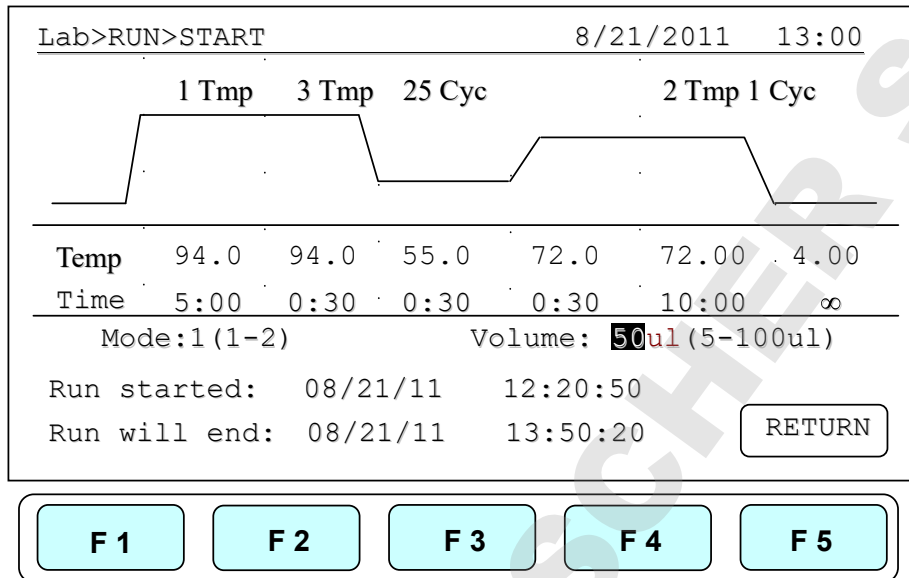 Lab>RUN>START 8/21/2011 13:00
1 Tmp 3 Tmp 25 Cyc 2 Tmp 1 Cyc
Temp 94.0 94.0 55.0 72.0 72.00 4.00
Time 5:00 0:30 0:30 0:30 10:00 ∞
Mode:1(1-2) Volume: 50ul(5-100ul)
Run started: 08/21/11 12:20:50
Run will end: 08/21/11 13:50:20 RETURN
F 1 F 2 F 3 F 4 F 5
SCHER S